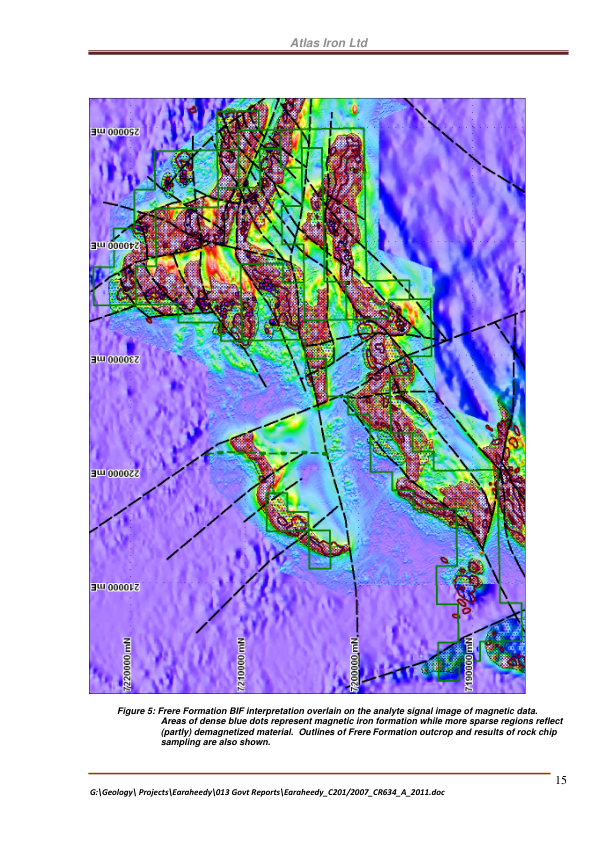 Atlas Iron Ltd
250000 mE
240000 mE
230000 mE
220000 mE
210000 mE
7220000 mN
7210000 mN
7200000 mN
7190000 mN
Figure 5: Frere Formation BIF interpretation overlain on the analyte signal image of magnetic data.
Areas of dense blue dots represent magnetic iron formation while more sparse regions reflect
(partly) demagnetized material. Outlines of Frere Formation outcrop and results of rock chip
sampling are also shown.
15
G:\Geology\ Projects\Earaheedy\013 Govt Reports\Earaheedy_C201/2007_CR634_A_2011.doc